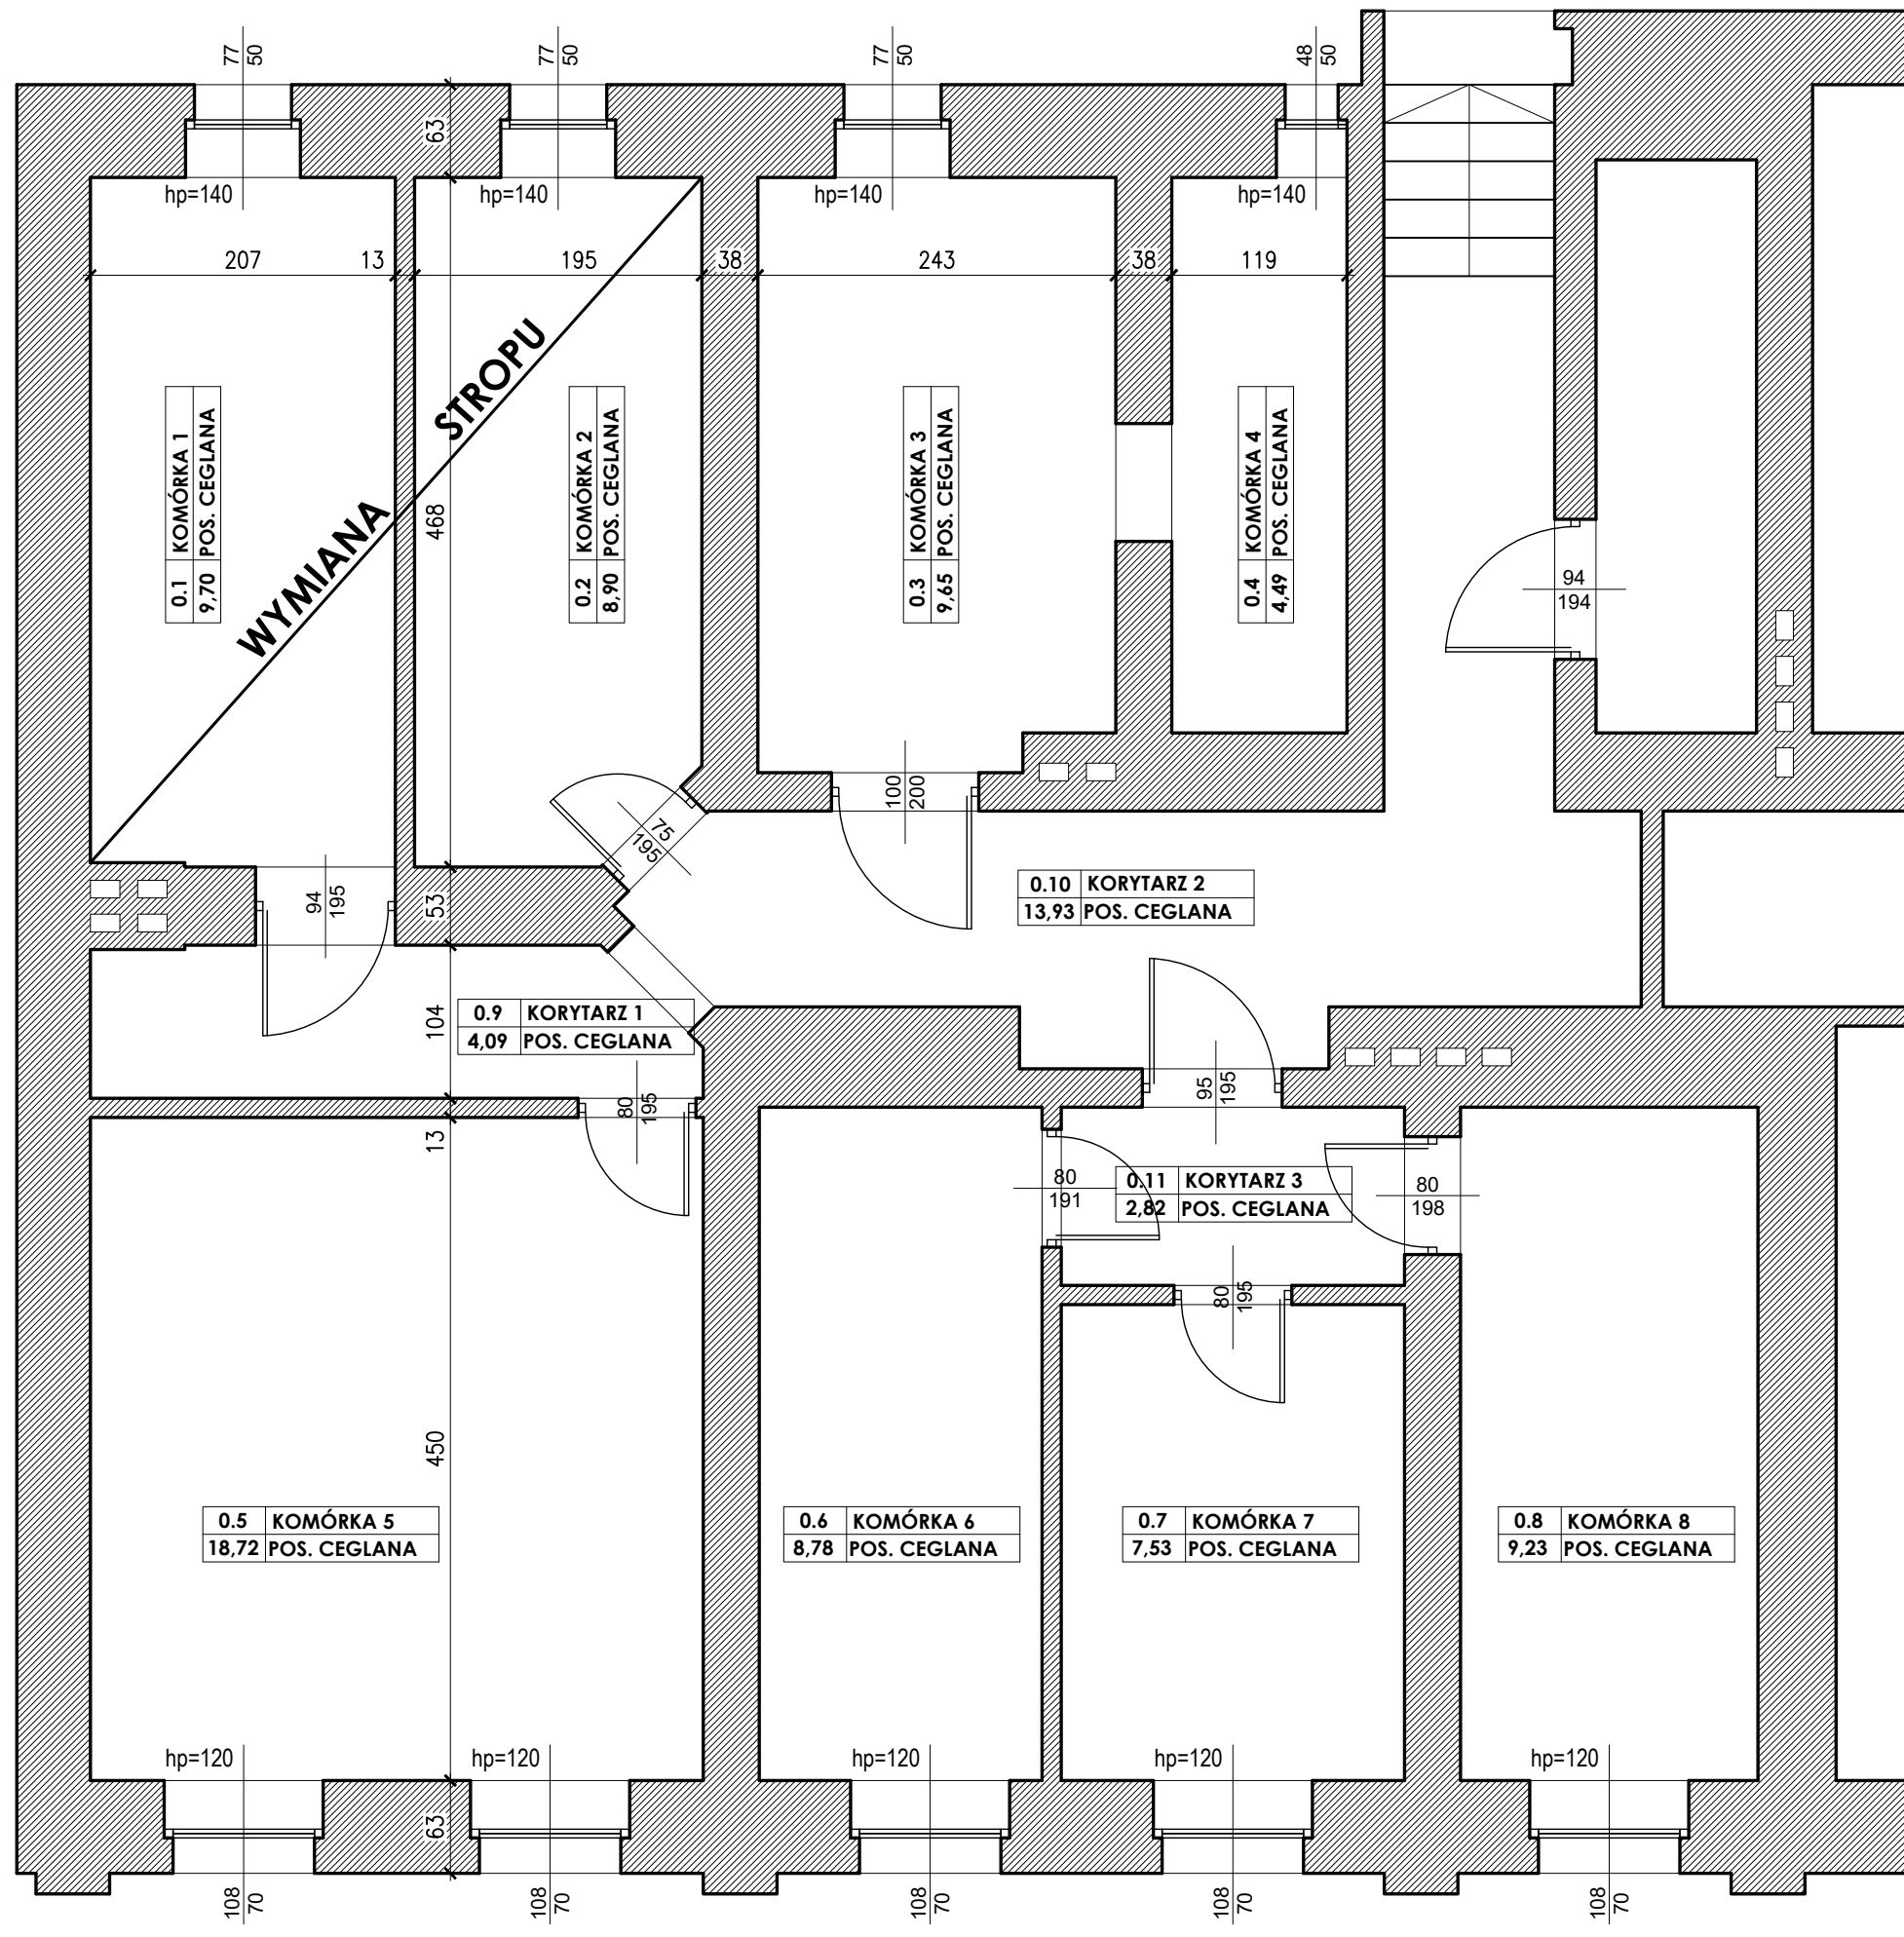 77
50
77
50
77
50
48
50
63
hp=140
hp=140
hp=140
hp=140
207
13
195
38
243
38
119
WYMIANA STROPU
0.1 KOMÓRKA 1
9,70 POS. CEGLANA
0.2 KOMÓRKA 2
8,90 POS. CEGLANA
0.3 KOMÓRKA 3
9,65 POS. CEGLANA
0.4 KOMÓRKA 4
4,49 POS. CEGLANA
468
94
194
100
200
75
195
94
195
53
0.10 KORYTARZ 2
13,93 POS. CEGLANA
104
0.9 KORYTARZ 1
4,09 POS. CEGLANA
80
195
95
195
13
80
191
0.11 KORYTARZ 3
2,82 POS. CEGLANA
80
198
80
195
450
0.5 KOMÓRKA 5
18,72 POS. CEGLANA
0.6 KOMÓRKA 6
8,78 POS. CEGLANA
0.7 KOMÓRKA 7
7,53 POS. CEGLANA
0.8 KOMÓRKA 8
9,23 POS. CEGLANA
hp=120
hp=120
hp=120
hp=120
hp=120
63
108
70
108
70
108
70
108
70
108
70